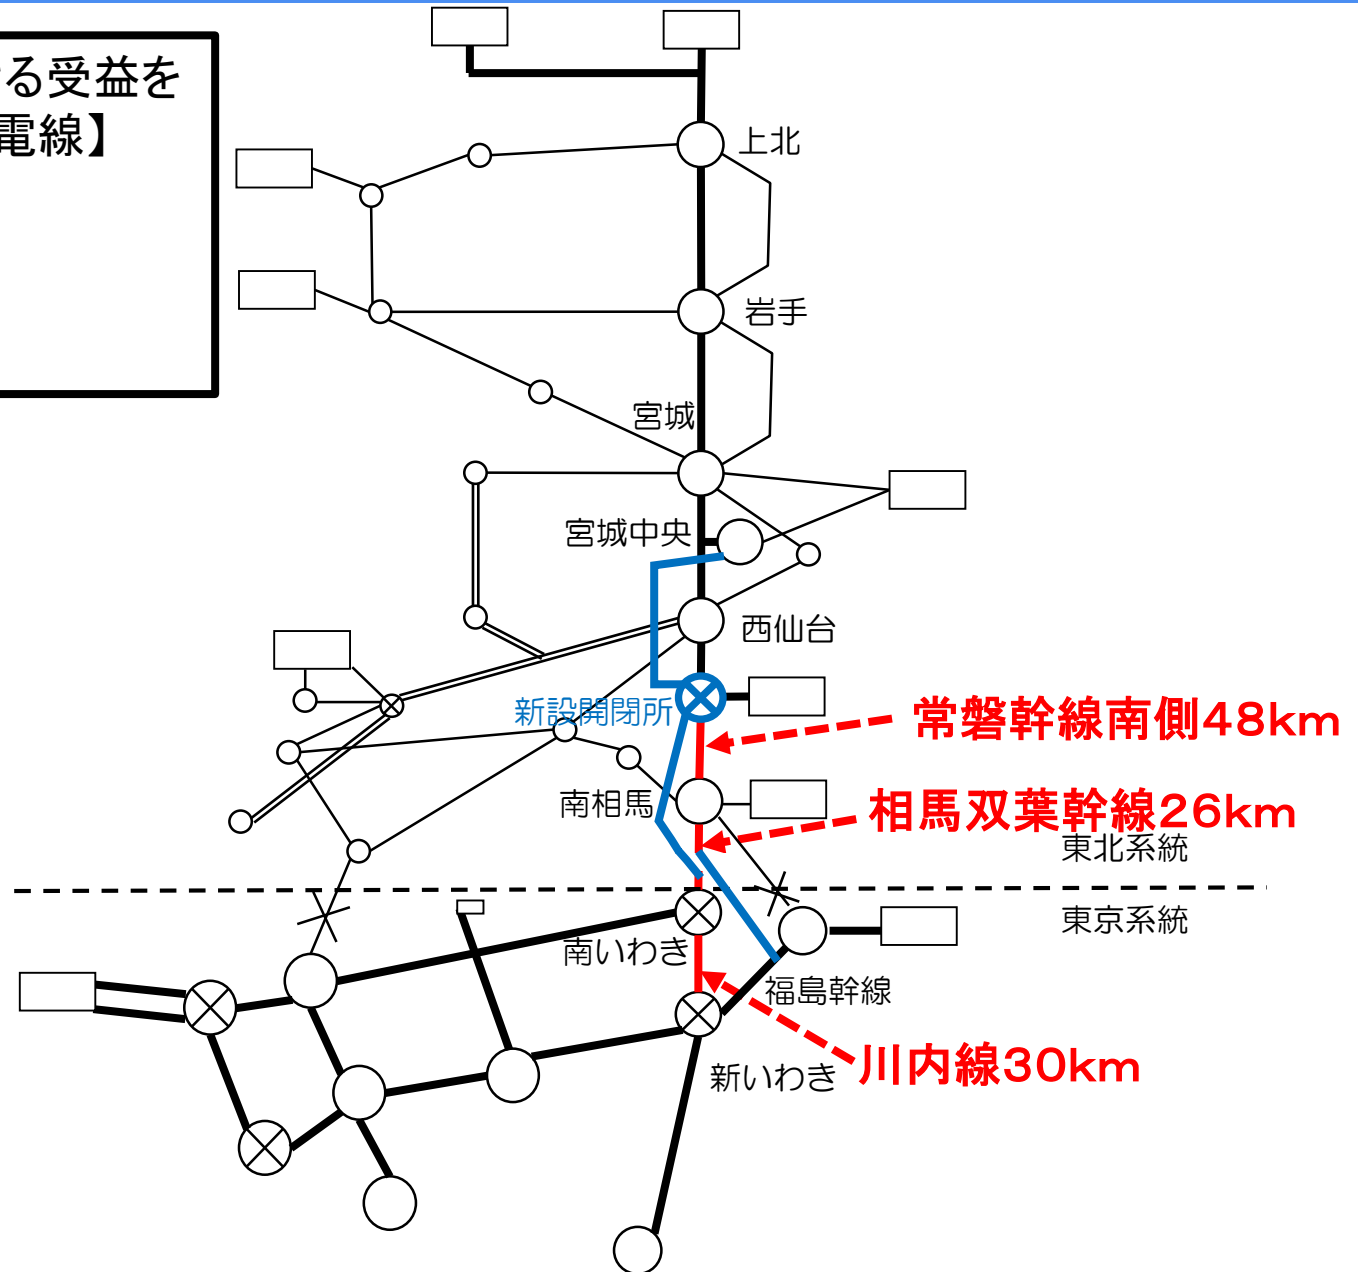 る受益を
電線】
上北
岩手
宮城
宮城中央
西仙台
新設開閉所
常磐幹線南側48km
南相馬
相馬双葉幹線26km
東北系統
東京系統
南いわき
福島幹線
新いわき
川内線30km